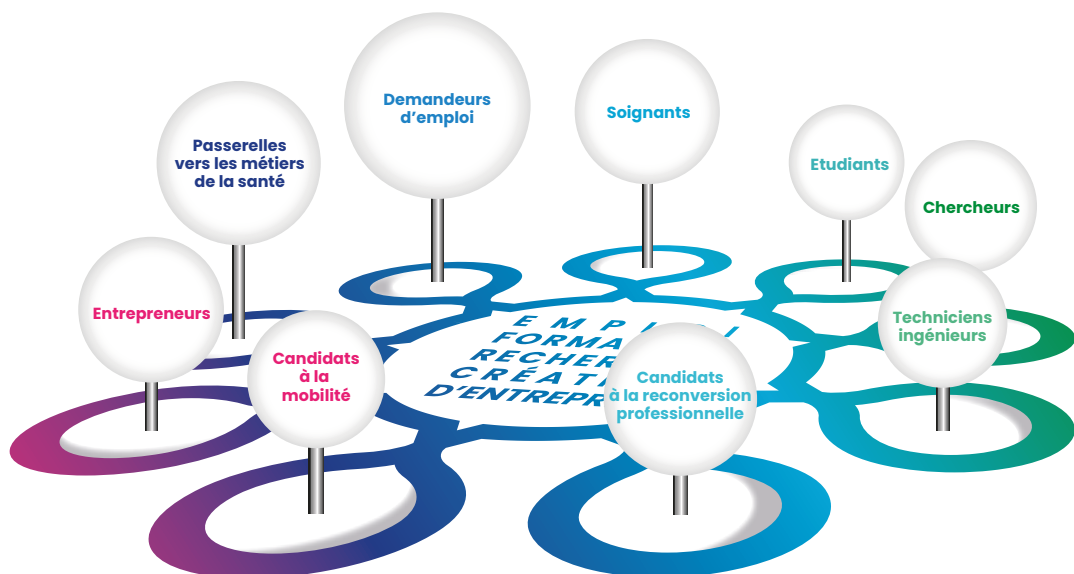 Demandeurs
d'emploi
Soignants
Passerelles
vers les métiers
de la santé
Etudiants
Chercheurs
Entrepreneurs
Techniciens
ingénieurs
Candidats
à la
mobilité
Candidats
à la reconversion
professionnelle